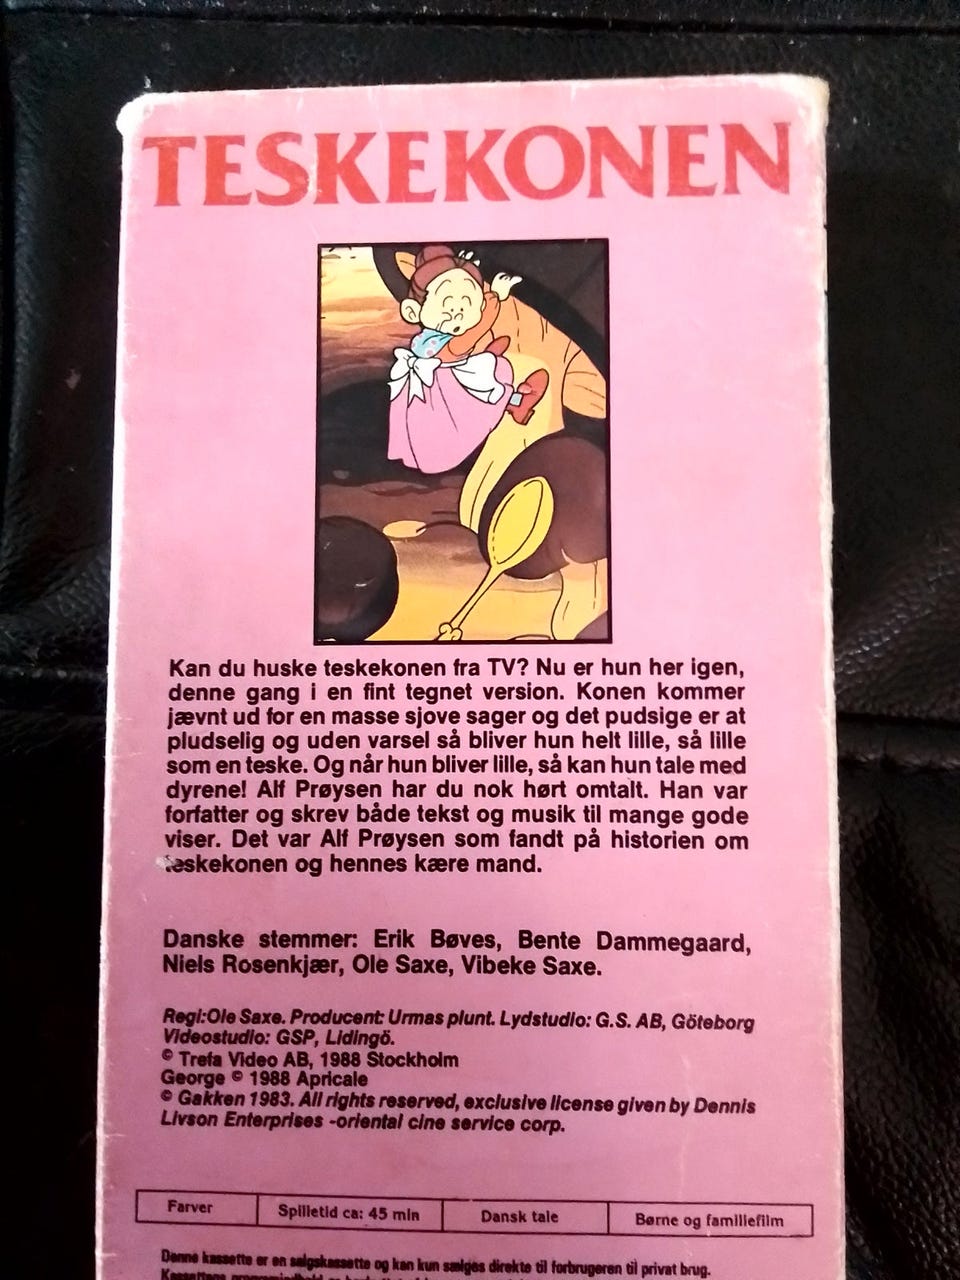 TESKEKONEN
Kan du huske teskekonen fra TV? Nu er hun her igen,
denne gang i en fint tegnet version. Konen kommer
jævnt ud for en masse sjove sager og det pudsige er at
pludselig og uden varsel så bliver hun helt lille, så lille
som en teske. Og når hun bliver lille, så kan hun tale med
dyrene! Alf Prøysen har du nok hørt omtalt. Han var
forfatter og skrev både tekst og musik til mange gode
viser. Det var Alf Prøysen som fandt på historien om
teskekonen og hennes kære mand.
Danske stemmer: Erik Bøves, Bente Dammegaard,
Niels Rosenkjær, Ole Saxe, Vibeke Saxe.
Regi:Ole Saxe. Producent: Urmas plunt. Lydstudio: G.S. AB, Göteborg
Videostudio: GSP, Lidingö.
© Trefa Video AB, 1988 Stockholm
George © 1988 Apricale
© Gakken 1983. All rights reserved, exclusive license given by Dennis
Livson Enterprises -oriental cine service corp.
Farver Spilletid ca: 45 min Dansk tale Børne og familiefilm
Denne kassette er en salgskassette og kan kun sælges direkte til forbrugeren til privat brug.
Kassettens